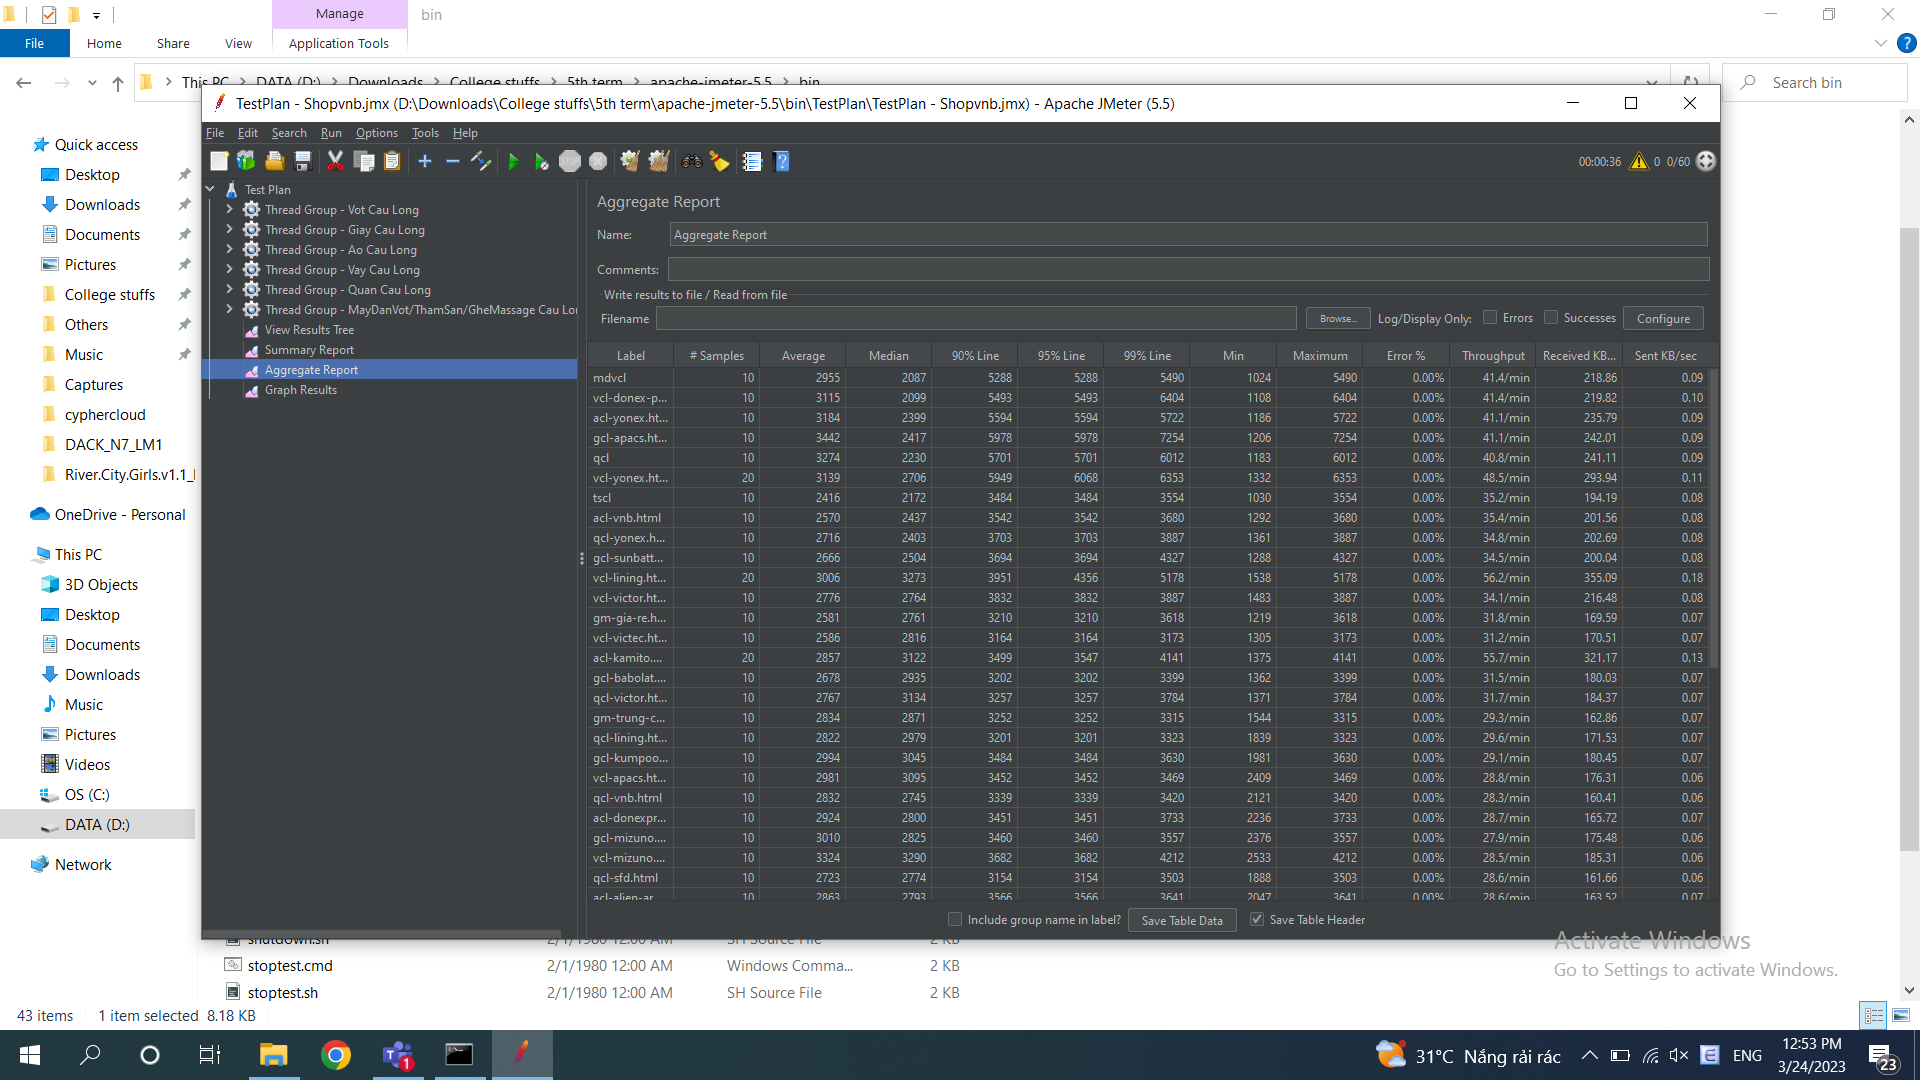 Manage
bin
File
Home
Share
View
Application Tools
This PC > DATA (D:) > Downloads > College stuffs > 5th term > apache-jmeter-5.5 > bin
Search bin
Quick access
Desktop
Downloads
Documents
Pictures
College stuffs
Others
Music
Captures
cyphercloud
DACK_N7_LM1
River.City.Girls.v1.1_
OneDrive - Personal
This PC
3D Objects
Desktop
Documents
Downloads
Music
Pictures
Videos
OS (C:)
DATA (D:)
Network
TestPlan - Shopvnb.jmx (D:\Downloads\College stuffs\5th term\apache-jmeter-5.5\bin\TestPlan\TestPlan - Shopvnb.jmx) - Apache JMeter (5.5)
File Edit Search Run Options Tools Help
00:00:36 0 0/60
Test Plan
Thread Group - Vot Cau Long
Thread Group - Giay Cau Long
Thread Group - Ao Cau Long
Thread Group - Vay Cau Long
Thread Group - Quan Cau Long
Thread Group - MayDanVot/ThamSan/GheMassage Cau Lo
View Results Tree
Summary Report
Aggregate Report
Graph Results
Aggregate Report
Name: Aggregate Report
Comments:
Write results to file / Read from file
Filename Browse... Log/Display Only: Errors Successes Configure
Label # Samples Average Median 90% Line 95% Line 99% Line Min Maximum Error % Throughput Received KB... Sent KB/sec
mdvcl 10 2955 2087 5288 5288 5490 1024 5490 0.00% 41.4/min 218.86 0.09
vcl-donex-p... 10 3115 2099 5493 5493 6404 1108 6404 0.00% 41.4/min 219.82 0.10
acl-yonex.ht... 10 3184 2399 5594 5594 5722 1186 5722 0.00% 41.1/min 235.79 0.09
gcl-apacs.ht... 10 3442 2417 5978 5978 7254 1206 7254 0.00% 41.1/min 242.01 0.09
qcl 10 3274 2230 5701 5701 6012 1183 6012 0.00% 40.8/min 241.11 0.09
vcl-yonex.ht... 20 3139 2706 5949 6068 6353 1332 6353 0.00% 48.5/min 293.94 0.11
tscl 10 2416 2172 3484 3484 3554 1030 3554 0.00% 35.2/min 194.19 0.08
acl-vnb.html 10 2570 2437 3542 3542 3680 1292 3680 0.00% 35.4/min 201.56 0.08
qcl-yonex.h... 10 2716 2403 3703 3703 3887 1361 3887 0.00% 34.8/min 202.69 0.08
gcl-sunbatt... 10 2666 2504 3694 3694 4327 1288 4327 0.00% 34.5/min 200.04 0.08
vcl-lining.ht... 20 3006 3273 3951 4356 5178 1538 5178 0.00% 56.2/min 355.09 0.18
vcl-victor.ht... 10 2776 2764 3832 3832 3887 1483 3887 0.00% 34.1/min 216.48 0.08
gm-gia-re.h... 10 2581 2761 3210 3210 3618 1219 3618 0.00% 31.8/min 169.59 0.07
vcl-victec.ht... 10 2586 2816 3164 3164 3173 1305 3173 0.00% 31.2/min 170.51 0.07
acl-kamito.... 20 2857 3122 3499 3547 4141 1375 4141 0.00% 55.7/min 321.17 0.13
gcl-babolat.... 10 2678 2935 3202 3202 3399 1362 3399 0.00% 31.5/min 180.03 0.07
qcl-victor.ht... 10 2767 3134 3257 3257 3784 1371 3784 0.00% 31.7/min 184.37 0.07
gm-trung-c... 10 2834 2871 3252 3252 3315 1544 3315 0.00% 29.3/min 162.86 0.07
qcl-lining.ht... 10 2822 2979 3201 3201 3323 1839 3323 0.00% 29.6/min 171.53 0.07
gcl-kumpoo... 10 2994 3045 3484 3484 3630 1981 3630 0.00% 29.1/min 180.45 0.07
vcl-apacs.ht... 10 2981 3095 3452 3452 3469 2409 3469 0.00% 28.8/min 176.31 0.06
qcl-vnb.html 10 2832 2745 3339 3339 3420 2121 3420 0.00% 28.3/min 160.41 0.06
acl-donexpr... 10 2924 2800 3451 3451 3733 2236 3733 0.00% 28.7/min 165.72 0.07
gcl-mizuno.... 10 3010 2825 3460 3460 3557 2376 3557 0.00% 27.9/min 175.48 0.06
vcl-mizuno.... 10 3324 3290 3682 3682 4212 2533 4212 0.00% 28.5/min 185.31 0.06
qcl-sfd.html 10 2723 2774 3154 3154 3503 1888 3503 0.00% 28.6/min 161.66 0.06
acl-alien-ar... 10 2863 2793 3566 3566 3641 2047 3641 0.00% 28.6/min 163.52 0.07
Include group name in label? Save Table Data Save Table Header
shutdown.sh 2/1/1980 12:00 AM SH Source File 2 KB
stoptest.cmd 2/1/1980 12:00 AM Windows Comma... 2 KB
stoptest.sh 2/1/1980 12:00 AM SH Source File 2 KB
Activate Windows
Go to Settings to activate Windows.
43 items 1 item selected 8.18 KB
1
31°C Nắng rải rác
ENG
12:53 PM
3/24/2023
23